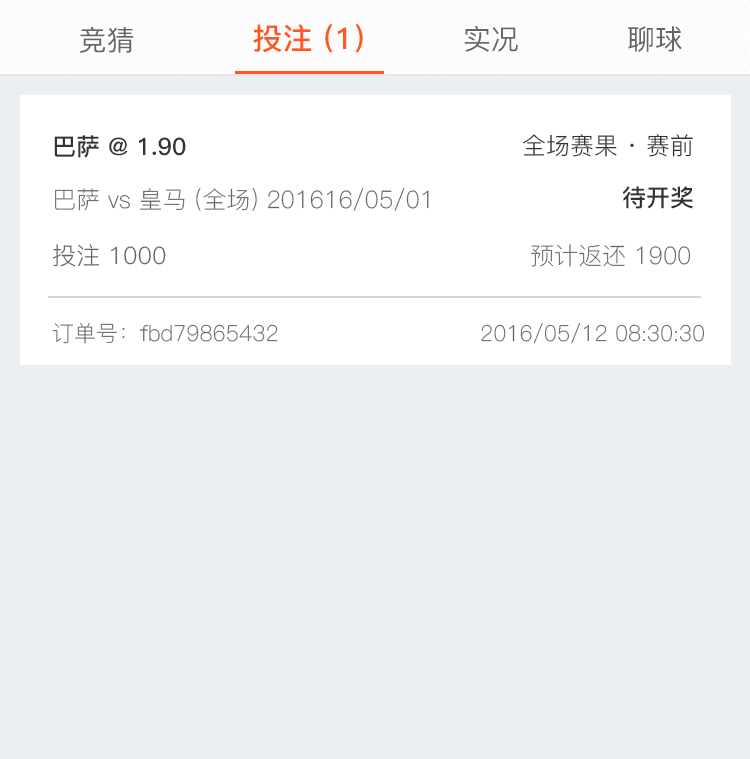 竞猜 投注 (1) 实况 聊球
巴萨 @ 1.90 全场赛果 · 赛前
巴萨 vs 皇马 (全场) 201616/05/01 待开奖
投注 1000 预计返还 1900
订单号: fbd79865432 2016/05/12 08:30:30